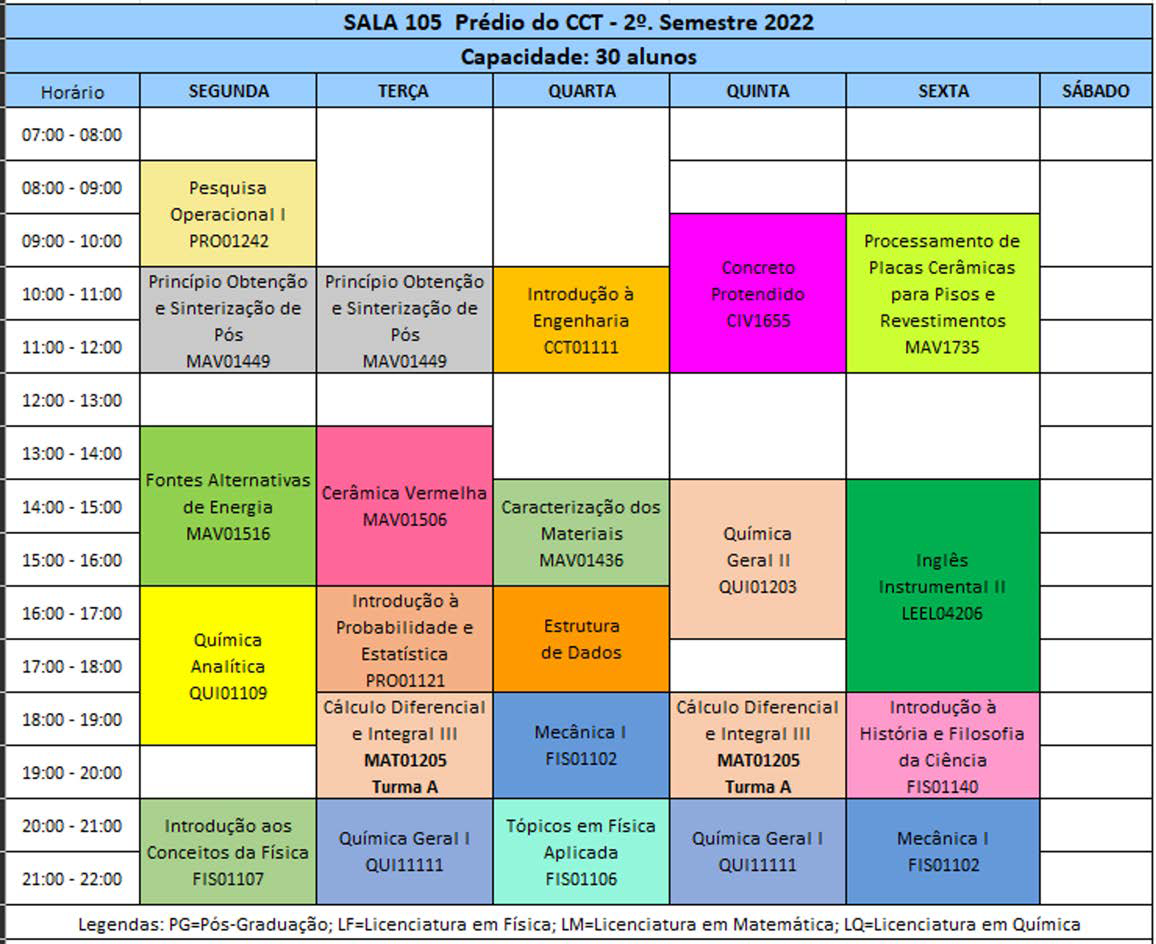 SALA 105  Prédio do CCT - 2º. Semestre 2022
Capacidade: 30 alunos
Horário SEGUNDA TERÇA QUARTA QUINTA SEXTA SÁBADO
07:00 - 08:00
08:00 - 09:00
09:00 - 10:00
10:00 - 11:00
11:00 - 12:00
12:00 - 13:00
13:00 - 14:00
14:00 - 15:00
15:00 - 16:00
16:00 - 17:00
17:00 - 18:00
18:00 - 19:00
19:00 - 20:00
20:00 - 21:00
21:00 - 22:00
Pesquisa
Operacional I
PRO01242
Princípio Obtenção
e Sinterização de
Pós
MAV01449
Fontes Alternativas
de Energia
MAV01516
Química
Analítica
QUI01109
Introdução aos
Conceitos da Física
FIS01107
Princípio Obtenção
e Sinterização de
Pós
MAV01449
Cerâmica Vermelha
MAV01506
Introdução à
Probabilidade e
Estatística
PRO01121
Cálculo Diferencial
e Integral III
MAT01205
Turma A
Química Geral I
QUI11111
Introdução à
Engenharia
CCT01111
Caracterização dos
Materiais
MAV01436
Estrutura
de Dados
Mecânica I
FIS01102
Tópicos em Física
Aplicada
FIS01106
Concreto
Protendido
CIV1655
Química
Geral II
QUI01203
Cálculo Diferencial
e Integral III
MAT01205
Turma A
Química Geral I
QUI11111
Processamento de
Placas Cerâmicas
para Pisos e
Revestimentos
MAV1735
Inglês
Instrumental II
LEEL04206
Introdução à
História e Filosofia
da Ciência
FIS01140
Mecânica I
FIS01102
Legendas: PG=Pós-Graduação; LF=Licenciatura em Física; LM=Licenciatura em Matemática; LQ=Licenciatura em Química